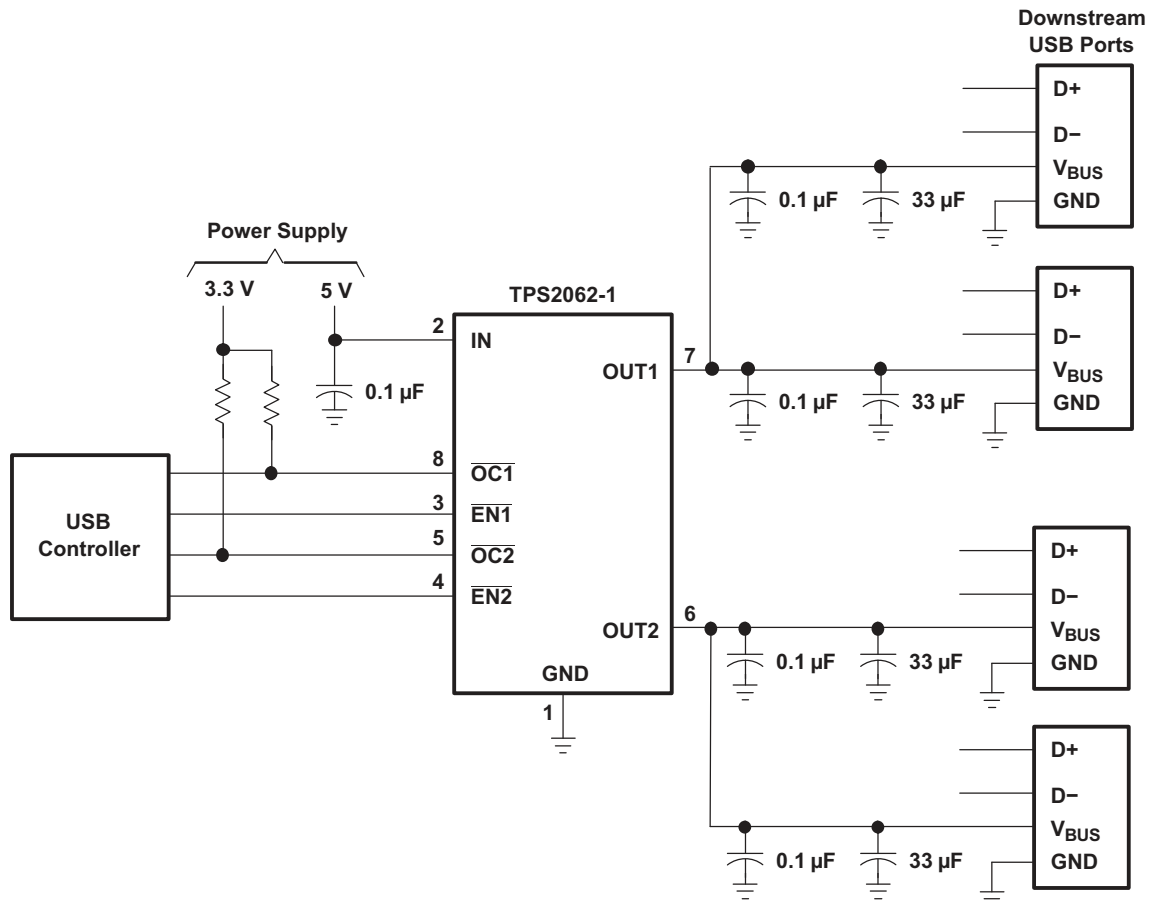 Downstream
USB Ports
D+
D−
VBUS
GND
0.1 µF
33 µF
Power Supply
3.3 V
5 V
0.1 µF
TPS2062-1
2
IN
OUT1
7
D+
D−
VBUS
GND
0.1 µF
33 µF
USB
Controller
8
OC1
3
EN1
5
OC2
4
EN2
OUT2
6
GND
1
D+
D−
VBUS
GND
0.1 µF
33 µF
D+
D−
VBUS
GND
0.1 µF
33 µF